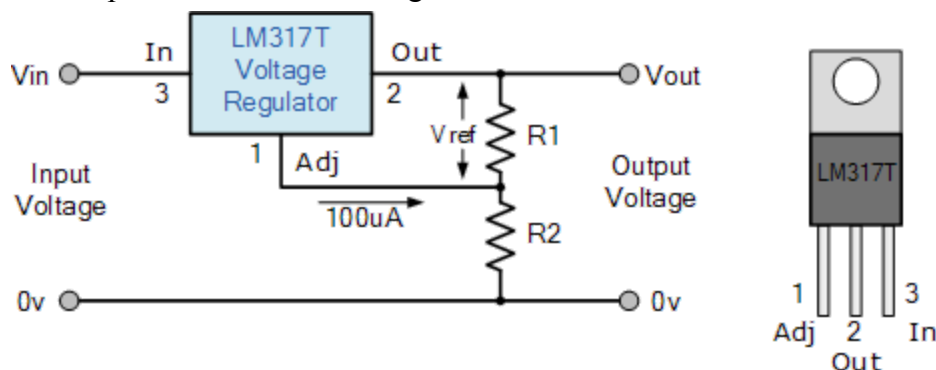 LM317T
Voltage
Regulator
In
3
Out
2
1
Adj
Vin
Vout
Vref
R1
R2
100uA
Input
Voltage
Output
Voltage
0v
0v
LM317T
1
3
Adj 2 In
Out